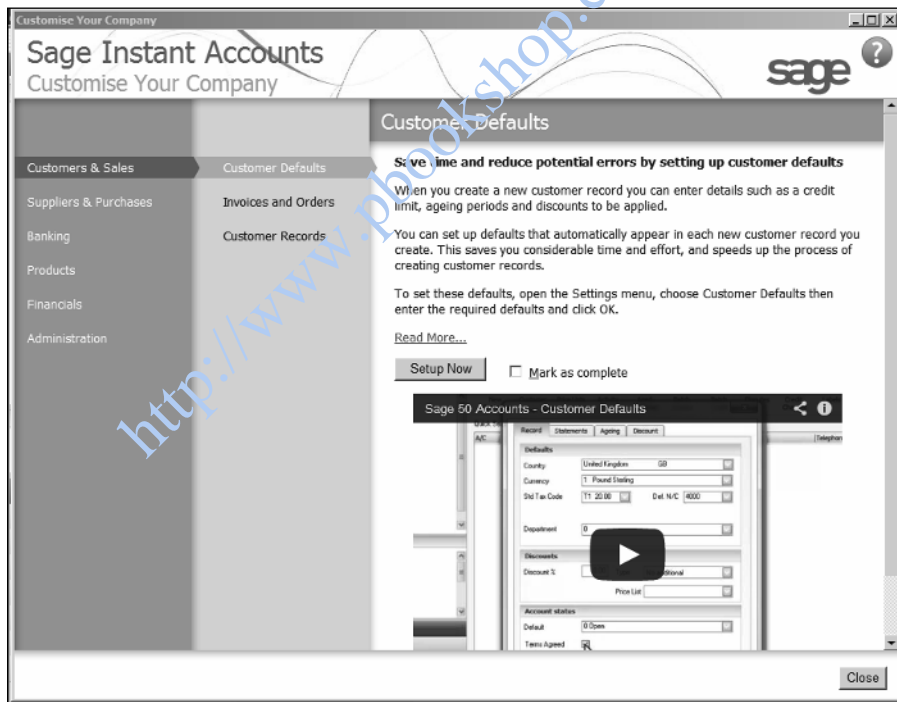 Customise Your Company
Sage Instant Accounts
Customise Your Company
sage
?
Customer Defaults
Customers & Sales
Suppliers & Purchases
Banking
Products
Financials
Administration
Customer Defaults
Invoices and Orders
Customer Records
Save time and reduce potential errors by setting up customer defaults
When you create a new customer record you can enter details such as a credit
limit, ageing periods and discounts to be applied.
You can set up defaults that automatically appear in each new customer record you
create. This saves you considerable time and effort, and speeds up the process of
creating customer records.
To set these defaults, open the Settings menu, choose Customer Defaults then
enter the required defaults and click OK.
Read More...
Setup Now
Mark as complete
Sage 50 Accounts - Customer Defaults
A/C
Record Statements Ageing Discount
Defaults
Country United Kingdom GB
Currency 1 Pound Sterling
Std Tax Code T1 20.00 Def. N/C 4000
Department 0
Discounts
Discount %
Price List
Account status
Default 0 Open
Terms Agreed
Close
http://www.pbookshop.